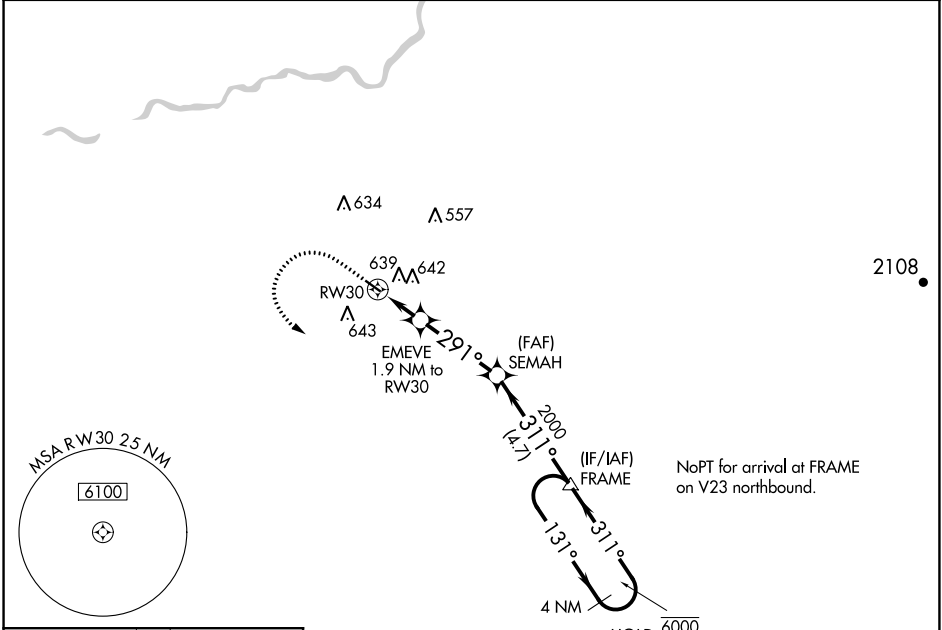 634
557
2108
639
642
RW30
643
EMEVE
1.9 NM to
RW30
291°
(FAF)
SEMAH
2000
311°
(4.7)
(IF/IAF)
FRAME
NoPT for arrival at FRAME
on V23 northbound.
MSA RW30 25 NM
6100
131°
311°
4 NM
6000